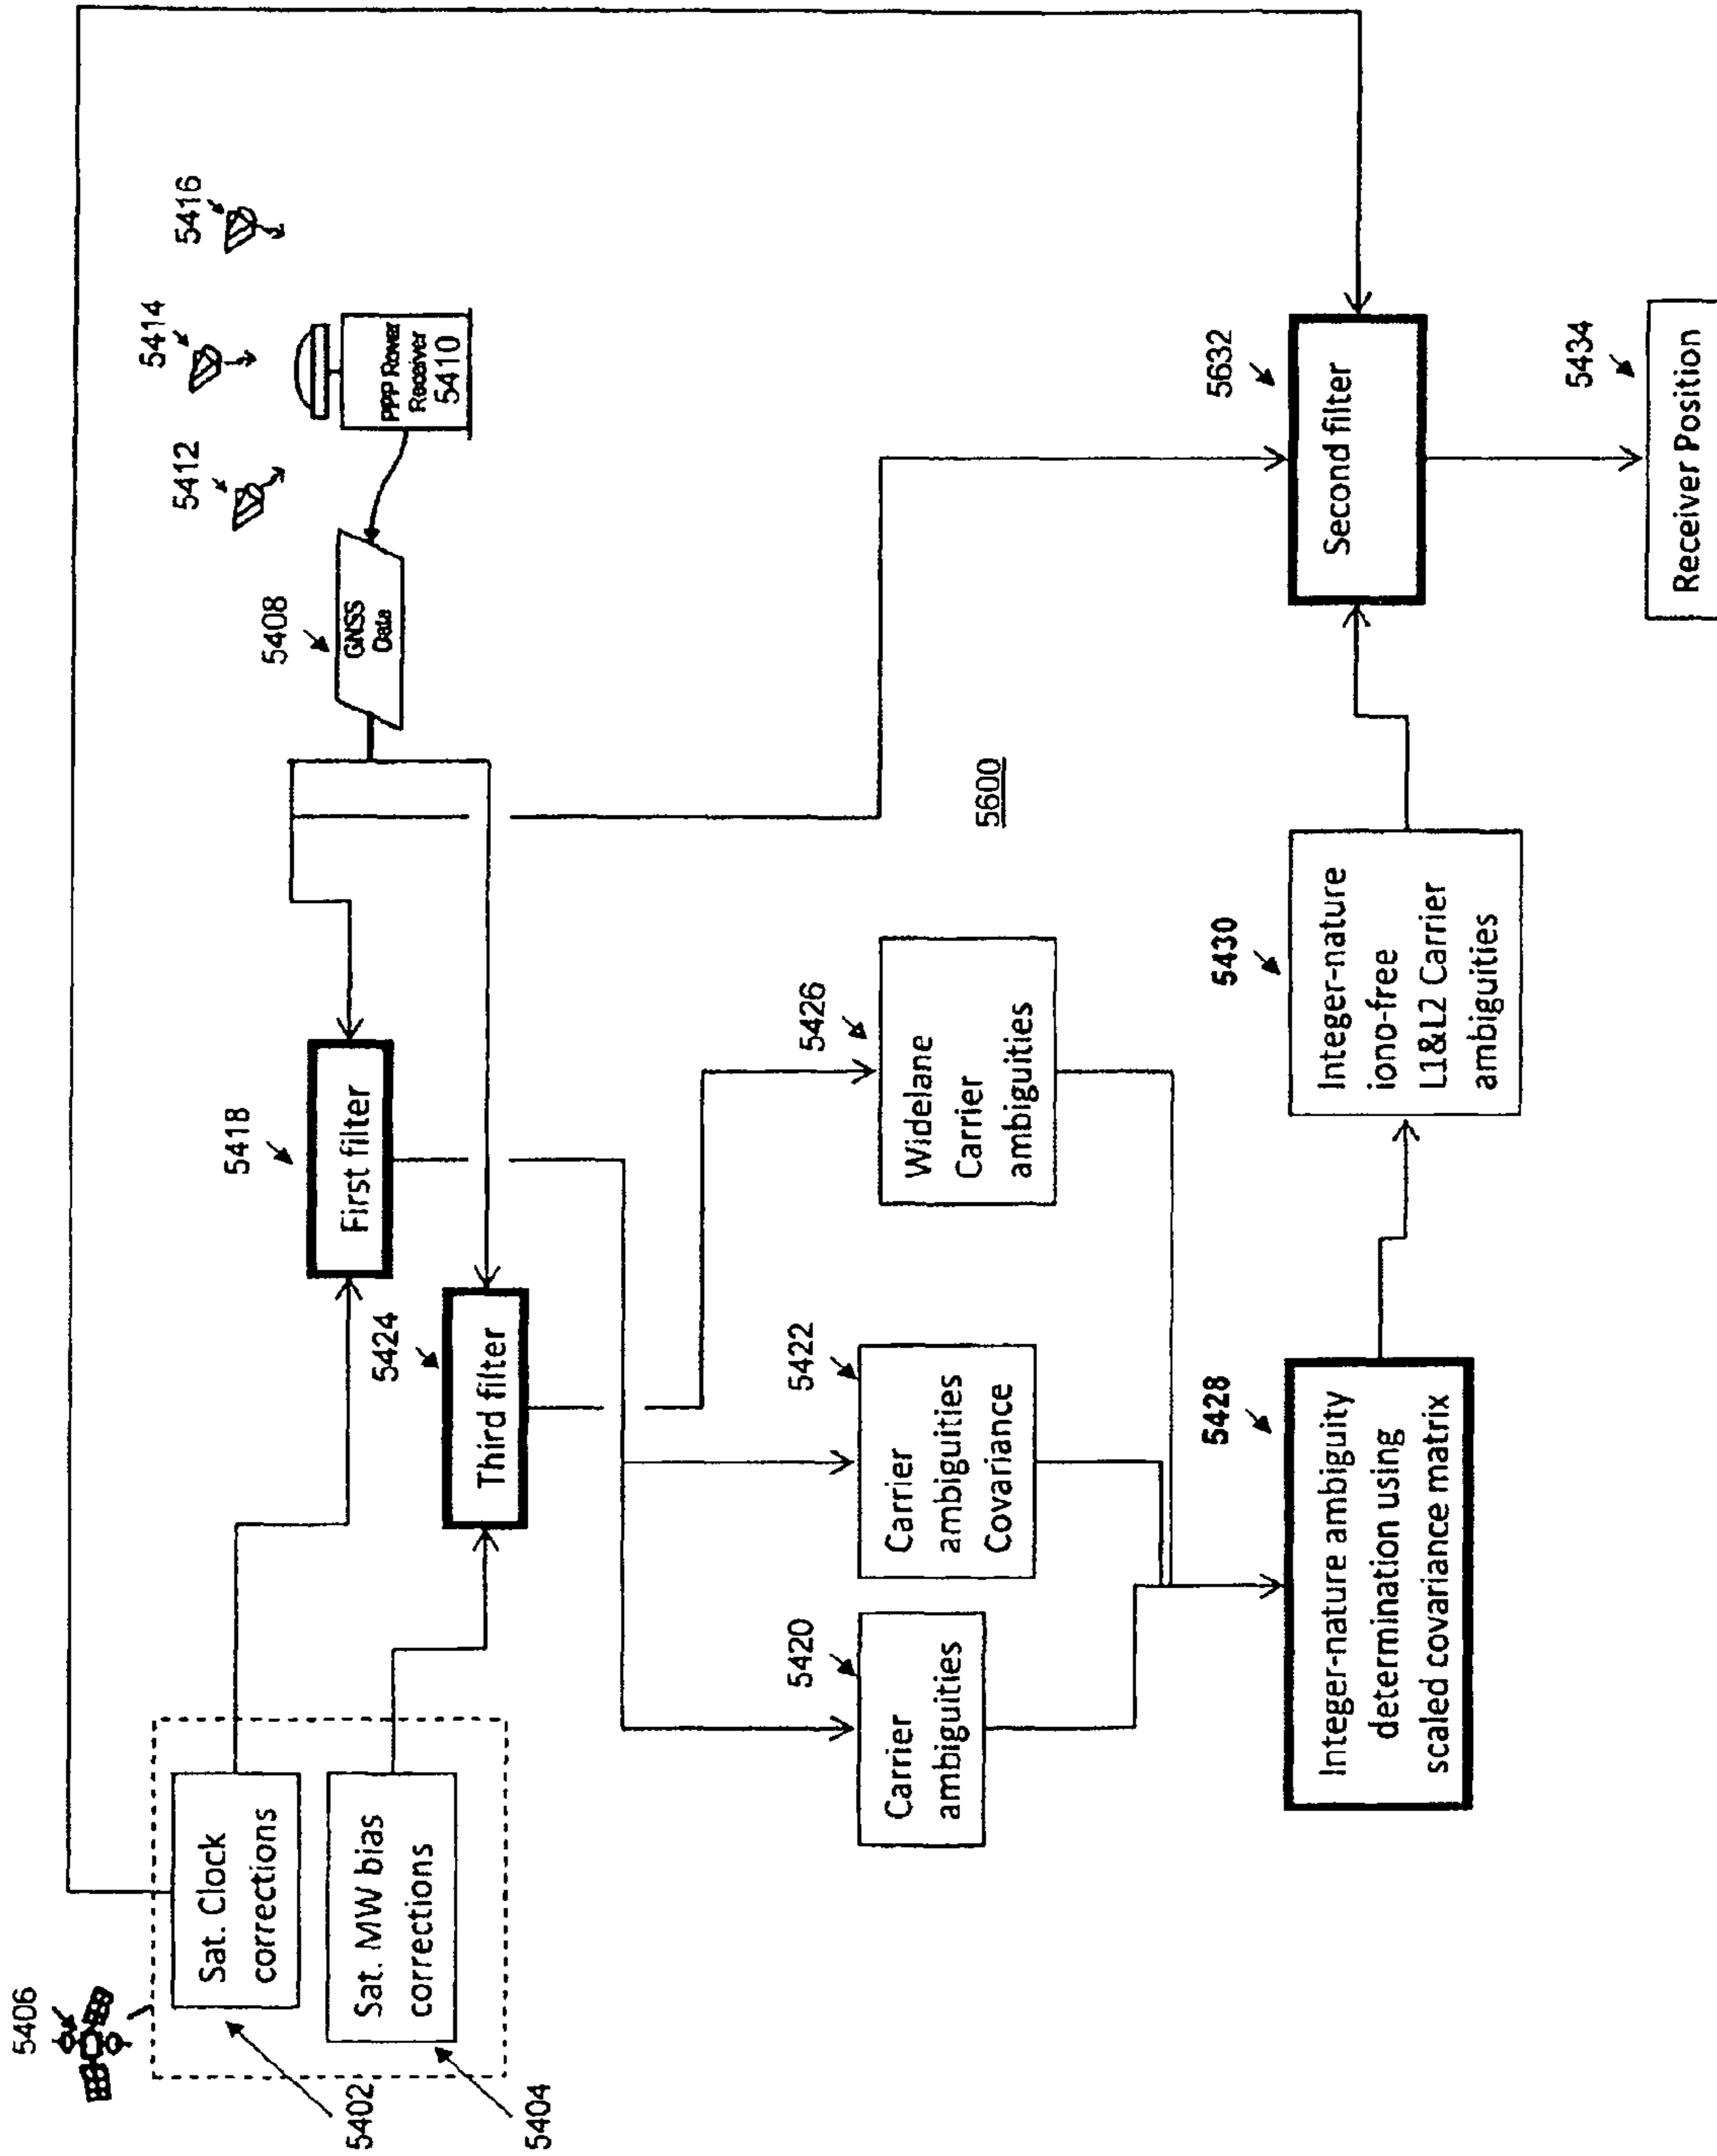 5406
5402
Sat. Clock
corrections
5404
Sat. MW bias
corrections
5412
5414
5416
5408
GNSS
Data
PPP Rover
Receiver
5410
5418
First filter
5424
Third filter
5420
Carrier
ambiguities
5422
Carrier
ambiguities
Covariance
5426
Widelane
Carrier
ambiguities
5600
5428
Integer-nature ambiguity
determination using
scaled covariance matrix
5430
Integer-nature
iono-free
L1&L2 Carrier
ambiguities
5632
Second filter
5434
Receiver Position